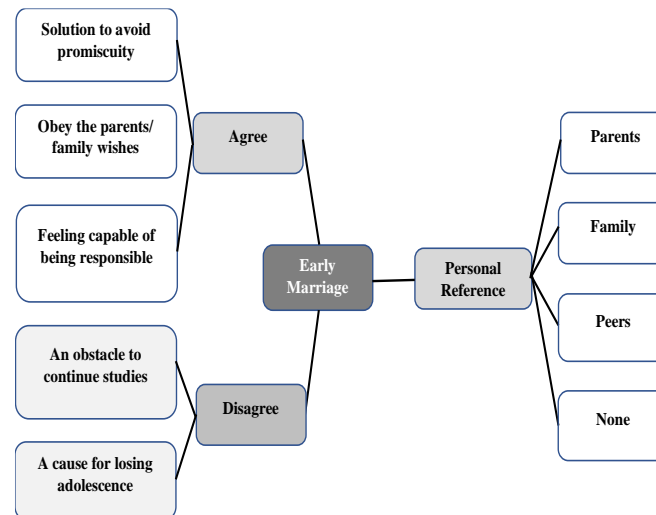 Solution to avoid
promiscuity
Obey the parents/
family wishes
Feeling capable of
being responsible
An obstacle to
continue studies
A cause for losing
adolescence
Agree
Disagree
Early
Marriage
Personal
Reference
Parents
Family
Peers
None